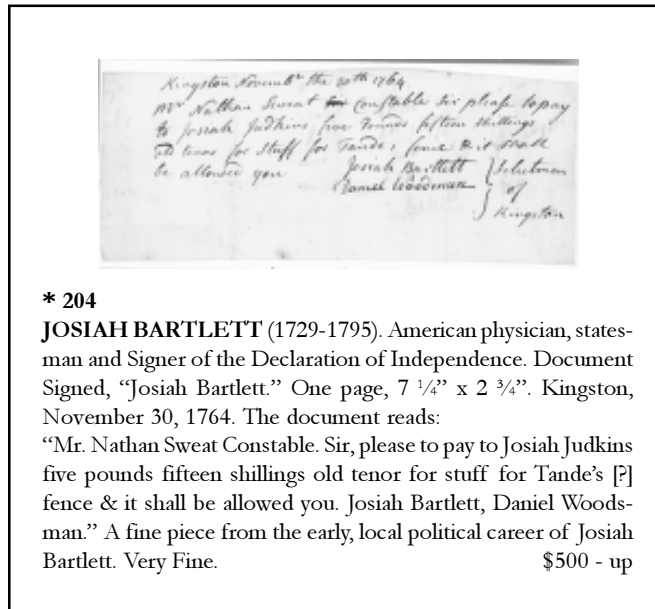 Kingston Novembr the 30th 1764
Mr Nathan Sweat Constable Sir please to pay
to Josiah Judkins five Pounds fifteen shillings
old tenor for Stuff for fence & it shall
be allowed you Josiah Bartlett } Selectmen
Daniel Woodsman of
Kingston
* 204
JOSIAH BARTLETT (1729-1795). American physician, states-
man and Signer of the Declaration of Independence. Document
Signed, “Josiah Bartlett.” One page, 7 ¼” x 2 ¾”. Kingston,
November 30, 1764. The document reads:
“Mr. Nathan Sweat Constable. Sir, please to pay to Josiah Judkins
five pounds fifteen shillings old tenor for stuff for Tande’s [?]
fence & it shall be allowed you. Josiah Bartlett, Daniel Woods-
man.” A fine piece from the early, local political career of Josiah
Bartlett. Very Fine. $500 - up